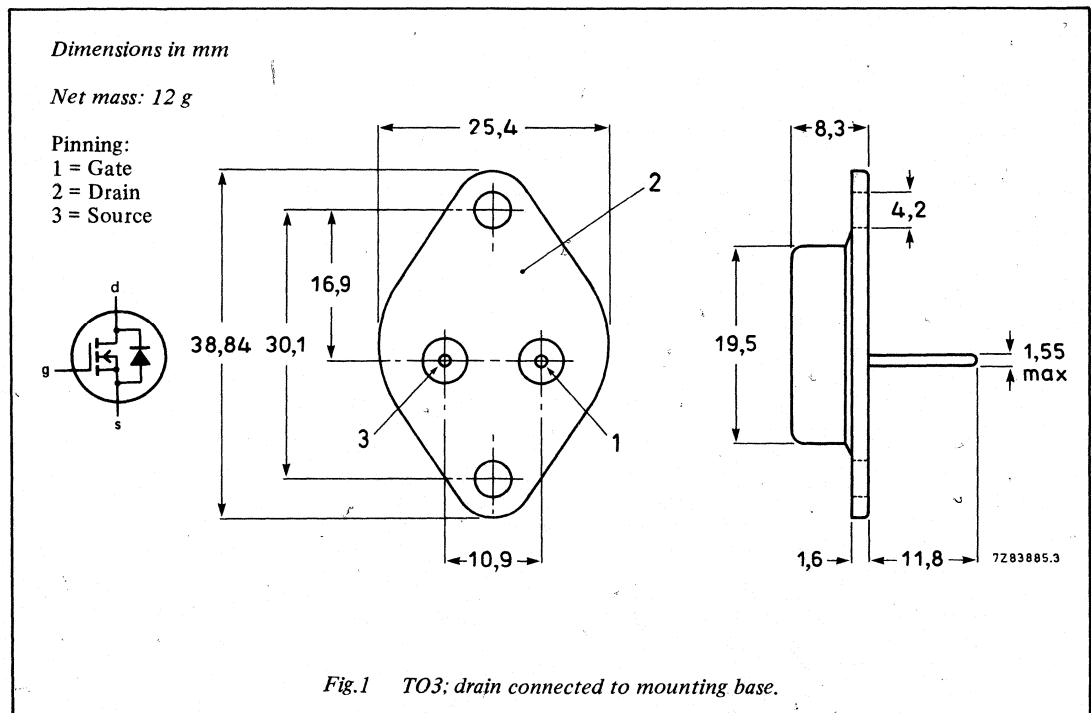 Dimensions in mm
Net mass: 12 g
Pinning:
1 = Gate
2 = Drain
3 = Source
d
g
s
25,4
2
38,84
30,1
16,9
3
1
10,9
8,3
4,2
19,5
1,55
max
1,6
11,8
7Z83885.3
Fig.1 TO3; drain connected to mounting base.